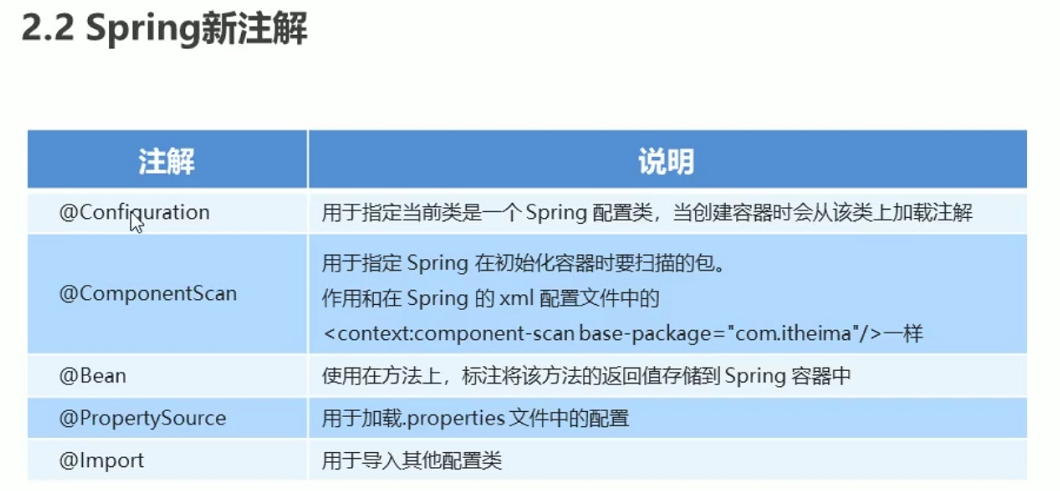 2.2 Spring新注解
注解 说明
@Configuration 用于指定当前类是一个 Spring 配置类，当创建容器时会从该类上加载注解
@ComponentScan
用于指定 Spring 在初始化容器时要扫描的包。
作用和在 Spring 的 xml 配置文件中的
<context:component-scan base-package="com.itheima"/>一样
@Bean 使用在方法上，标注将该方法的返回值存储到 Spring 容器中
@PropertySource 用于加载.properties 文件中的配置
@Import 用于导入其他配置类